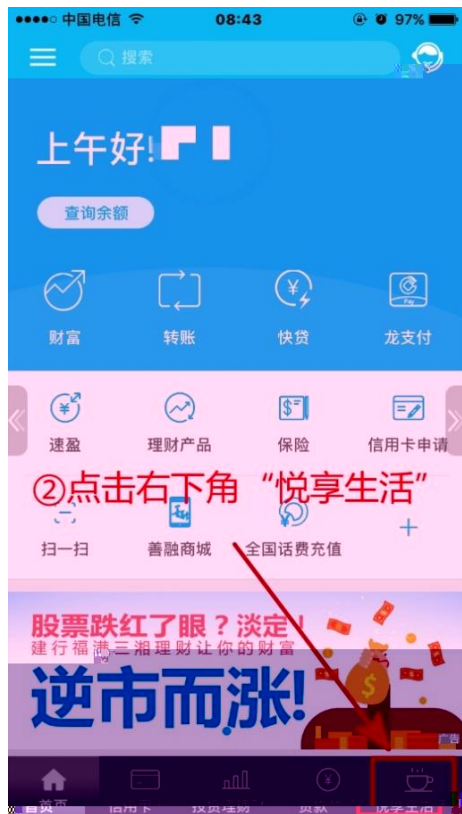 中国电信 08:43 97%
搜索
上午好!
查询余额
财富 转账 快贷 龙支付
速盈 理财产品 保险 信用卡申请
②点击右下角“悦享生活”
扫一扫 善融商城 全国话费充值
股票跌红了眼？淡定！
建行福满三湘理财让你的财富
逆市而涨!
广告
首页 信用卡 投资理财 贷款 悦享生活